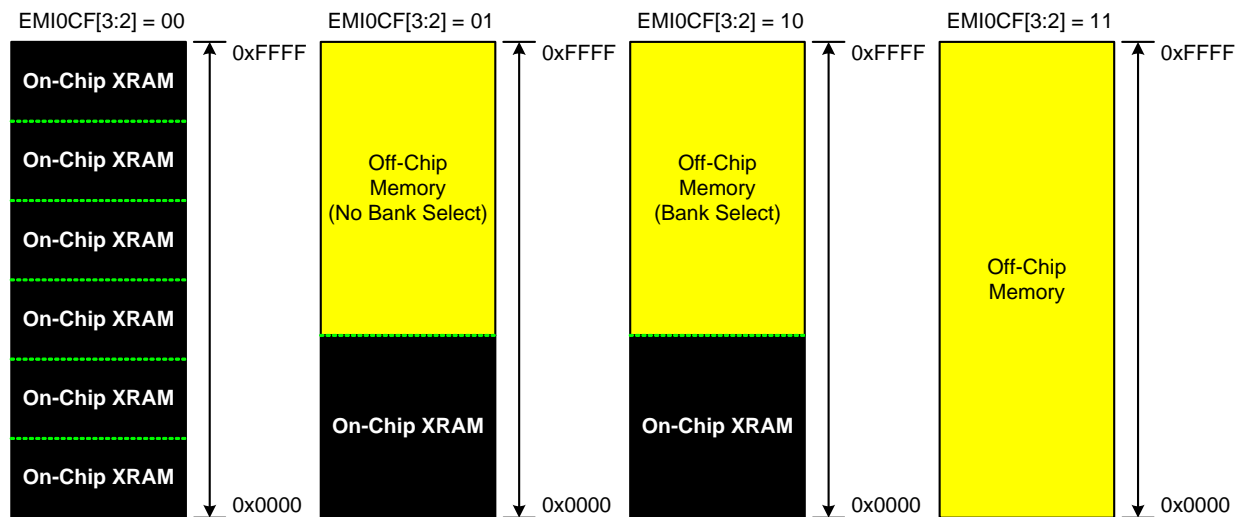 EMI0CF[3:2] = 00
On-Chip XRAM
On-Chip XRAM
On-Chip XRAM
On-Chip XRAM
On-Chip XRAM
On-Chip XRAM
0xFFFF
0x0000
EMI0CF[3:2] = 01
Off-Chip
Memory
(No Bank Select)
On-Chip XRAM
0xFFFF
0x0000
EMI0CF[3:2] = 10
Off-Chip
Memory
(Bank Select)
On-Chip XRAM
0xFFFF
0x0000
EMI0CF[3:2] = 11
Off-Chip
Memory
0xFFFF
0x0000